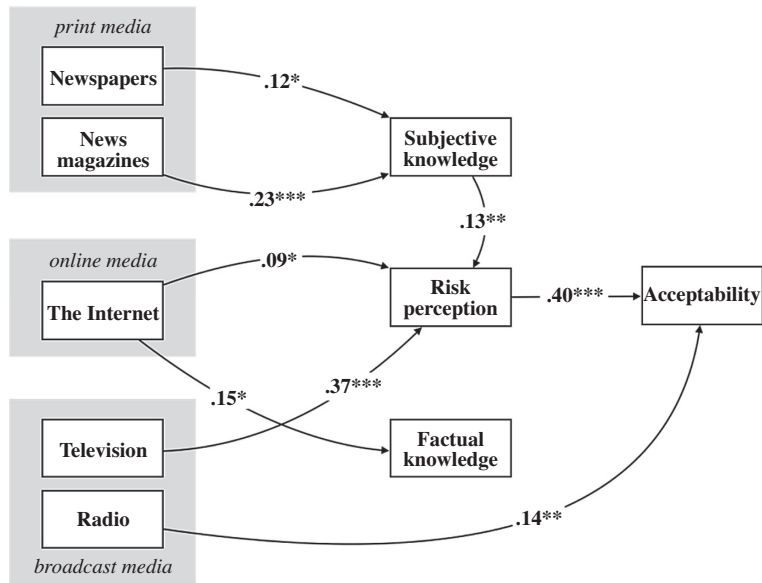 print media
Newspapers
.12*
News
magazines
Subjective
knowledge
.23***
.13**
online media
.09*
The Internet
Risk
perception
.40***
Acceptability
.15*
.37***
Television
Factual
knowledge
Radio
.14**
broadcast media